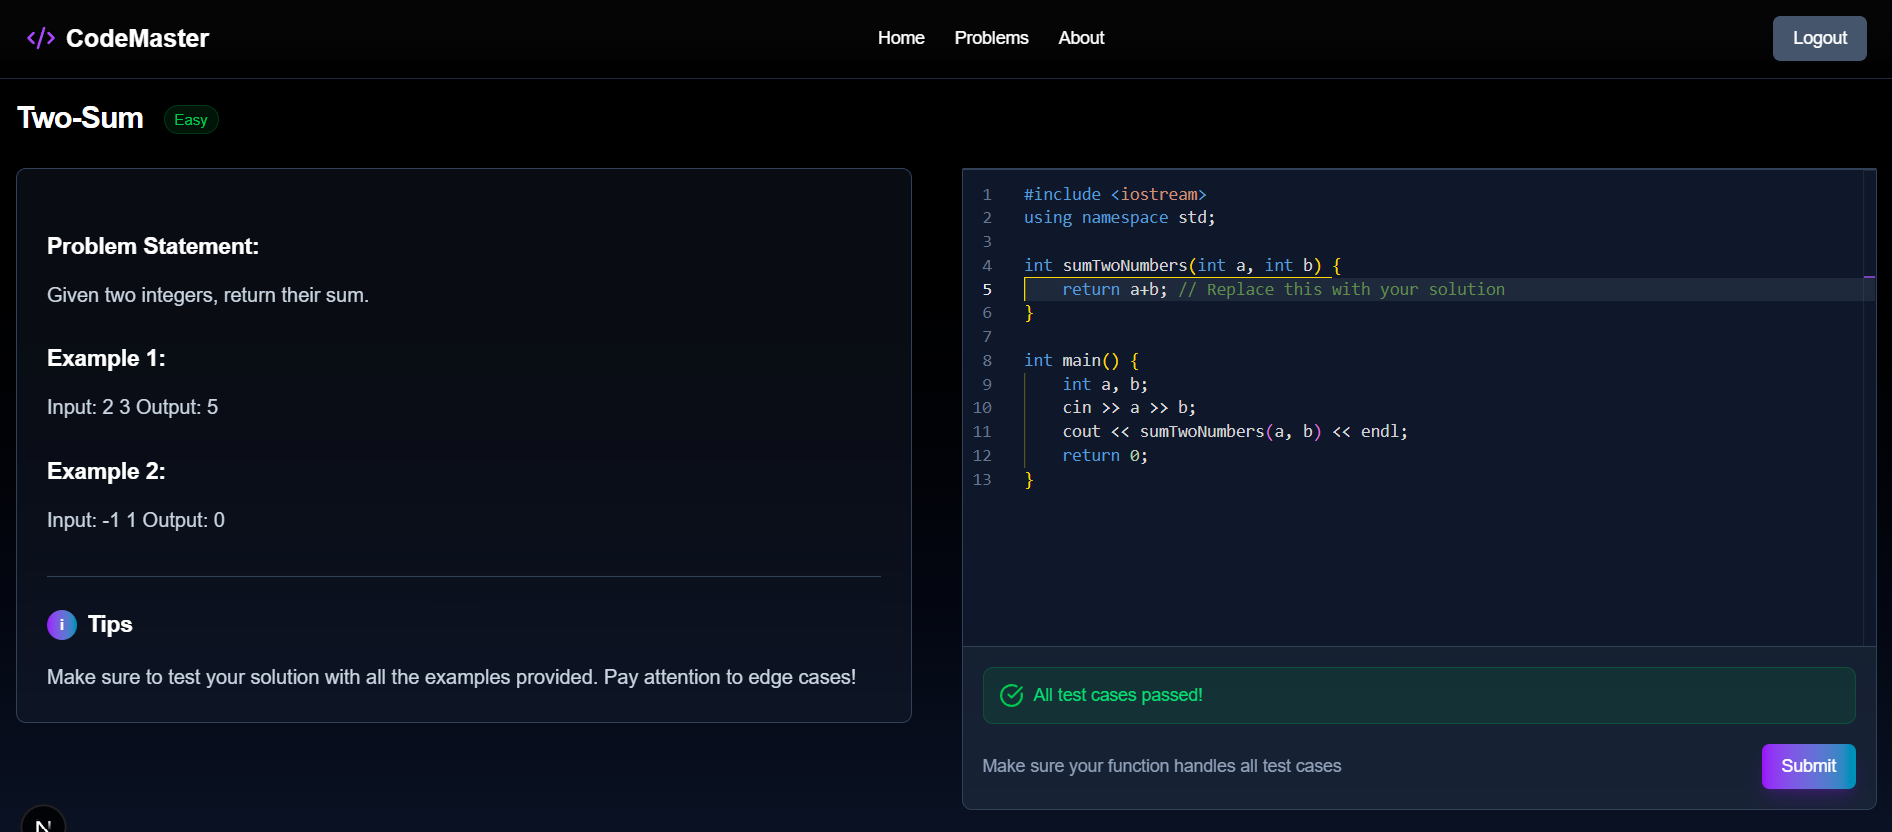 </> CodeMaster
Home Problems About
Logout
Two-Sum Easy
Problem Statement:
Given two integers, return their sum.
Example 1:
Input: 2 3 Output: 5
Example 2:
Input: -1 1 Output: 0
i Tips
Make sure to test your solution with all the examples provided. Pay attention to edge cases!
1 #include <iostream>
2 using namespace std;
3
4 int sumTwoNumbers(int a, int b) {
5     return a+b; // Replace this with your solution
6 }
7
8 int main() {
9     int a, b;
10     cin >> a >> b;
11     cout << sumTwoNumbers(a, b) << endl;
12     return 0;
13 }
All test cases passed!
Make sure your function handles all test cases
Submit
N